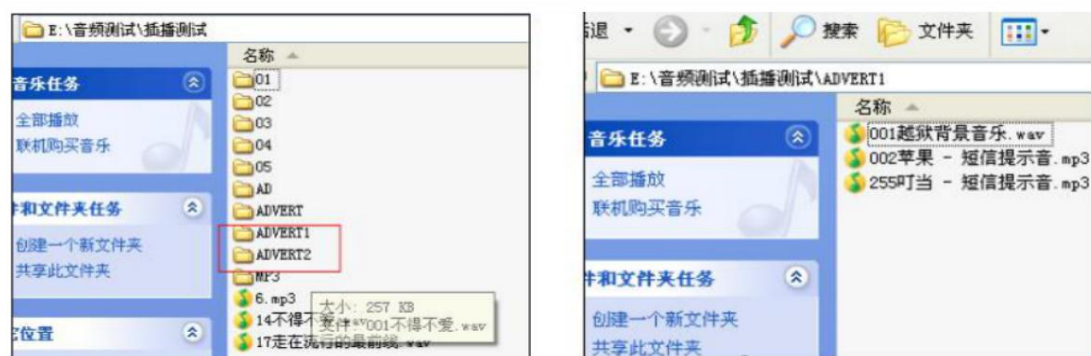 E:\音频测试\插播测试
名称
音乐任务
01
02
全部播放
03
联机购买音乐
04
05
AD
和文件夹任务
ADVERT
ADVERT1
创建一个新文件夹
ADVERT2
共享此文件夹
MP3
6.mp3
大小: 257 KB
14不得不爱.wav
文件: 001不得不爱.wav
位置
17走在流行的最前线.wav
退
搜索
文件夹
E:\音频测试\插播测试\ADVERT1
名称
音乐任务
001越狱背景音乐.wav
002苹果 - 短信提示音.mp3
全部播放
255叮当 - 短信提示音.mp3
联机购买音乐
件和文件夹任务
创建一个新文件夹
共享此文件夹